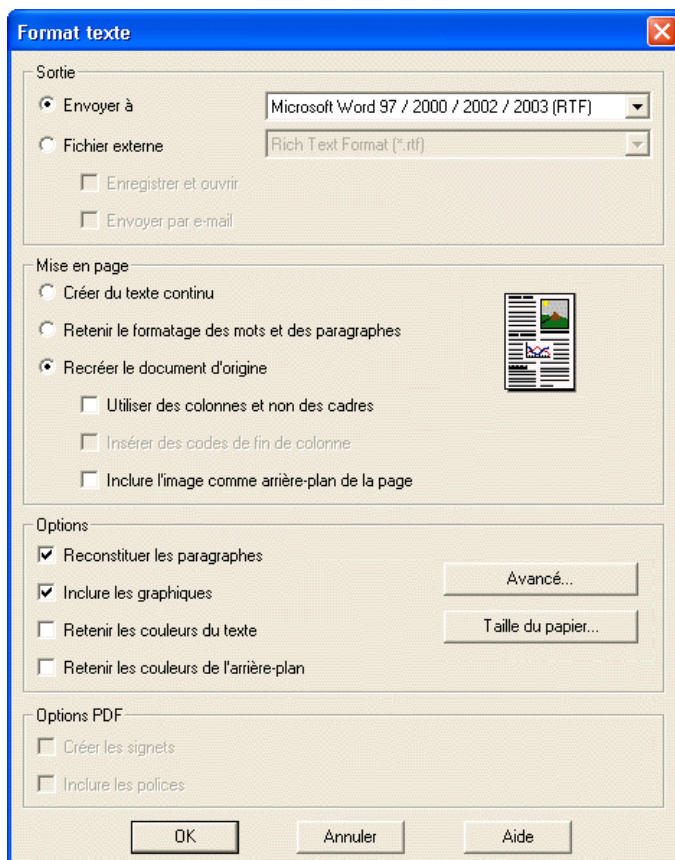 Format texte
Sortie
Envoyer à
Microsoft Word 97 / 2000 / 2002 / 2003 (RTF)
Fichier externe
Rich Text Format (*.rtf)
Enregistrer et ouvrir
Envoyer par e-mail
Mise en page
Créer du texte continu
Retenir le formatage des mots et des paragraphes
Recréer le document d'origine
Utiliser des colonnes et non des cadres
Insérer des codes de fin de colonne
Inclure l'image comme arrière-plan de la page
Options
Reconstituer les paragraphes
Avancé...
Inclure les graphiques
Taille du papier...
Retenir les couleurs du texte
Retenir les couleurs de l'arrière-plan
Options PDF
Créer les signets
Inclure les polices
OK
Annuler
Aide